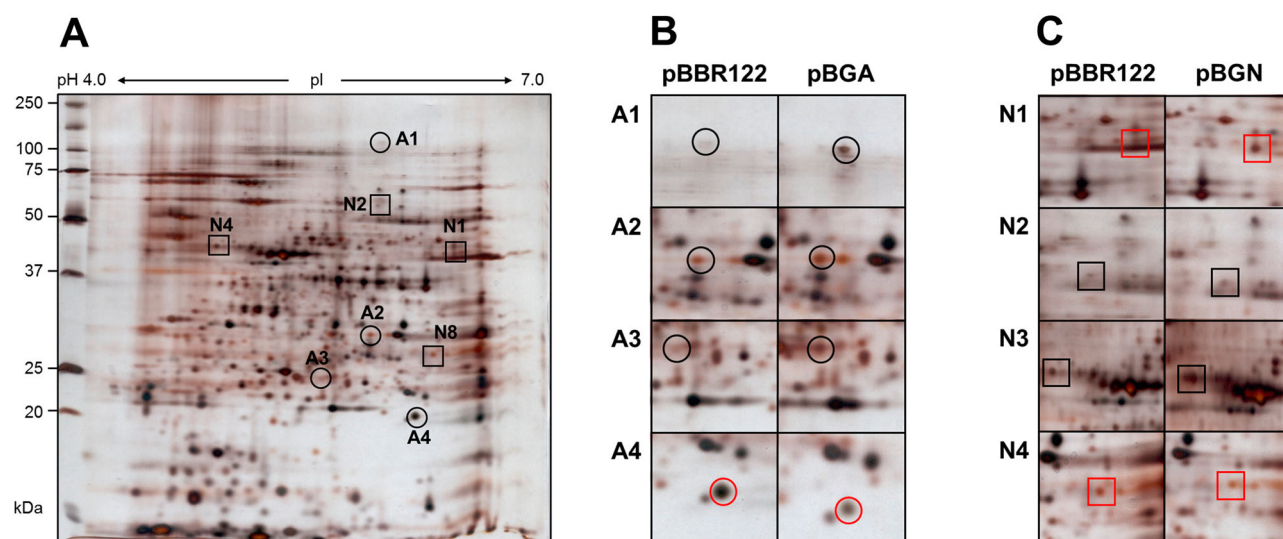 A
pH 4.0 pI 7.0
250
100
75
50
37
25
20
kDa
A1
N2
N4
N1
A2
N8
A3
A4
B
pBBR122 pBGA
A1
A2
A3
A4
C
pBBR122 pBGN
N1
N2
N3
N4